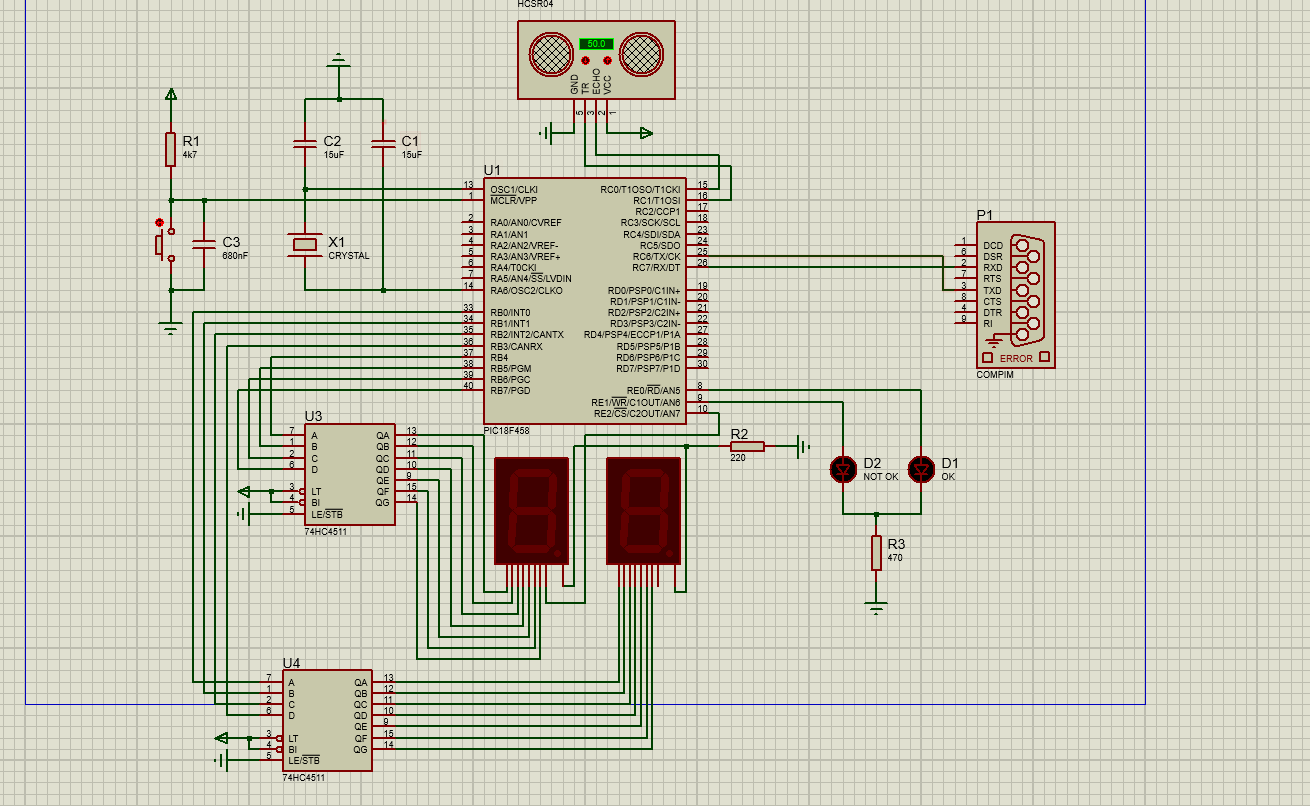 HCSR04
50.0
GND
TR
ECHO
VCC
5
3
2
1
R1
4k7
C2
15uF
C1
15uF
C3
680nF
X1
CRYSTAL
U1
13 OSC1/CLKI RC0/T1OSO/T1CKI 15
1 MCLR/VPP RC1/T1OSI 16
RC2/CCP1 17
2 RA0/AN0/CVREF RC3/SCK/SCL 18
3 RA1/AN1 RC4/SDI/SDA 23
4 RA2/AN2/VREF- RC5/SDO 24
5 RA3/AN3/VREF+ RC6/TX/CK 25
6 RA4/T0CKI RC7/RX/DT 26
7 RA5/AN4/SS/LVDIN
14 RA6/OSC2/CLKO RD0/PSP0/C1IN+ 19
RD1/PSP1/C1IN- 20
33 RB0/INT0 RD2/PSP2/C2IN+ 21
34 RB1/INT1 RD3/PSP3/C2IN- 22
35 RB2/INT2/CANTX RD4/PSP4/ECCP1/P1A 27
36 RB3/CANRX RD5/PSP5/P1B 28
37 RB4 RD6/PSP6/P1C 29
38 RB5/PGM RD7/PSP7/P1D 30
39 RB6/PGC
40 RB7/PGD RE0/RD/AN5 8
RE1/WR/C1OUT/AN6 9
RE2/CS/C2OUT/AN7 10
PIC18F458
P1
1 DCD
6 DSR
2 RXD
7 RTS
3 TXD
8 CTS
4 DTR
9 RI
ERROR
COMPIM
U3
7 A QA 13
1 B QB 12
2 C QC 11
6 D QD 10
QE 9
3 LT QF 15
4 BI QG 14
5 LE/STB
74HC4511
R2
220
D2
NOT OK
D1
OK
R3
470
U4
7 A QA 13
1 B QB 12
2 C QC 11
6 D QD 10
QE 9
3 LT QF 15
4 BI QG 14
5 LE/STB
74HC4511